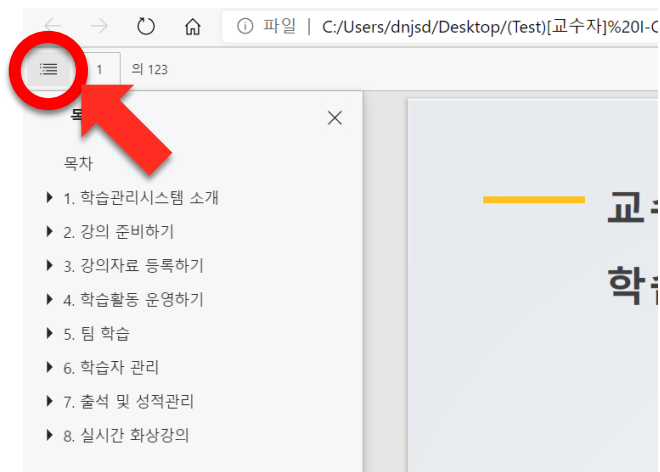 파일 | C:/Users/dnjsd/Desktop/(Test)[교수자]%20I-
1 의 123
목차
1. 학습관리시스템 소개
2. 강의 준비하기
3. 강의자료 등록하기
4. 학습활동 운영하기
5. 팀 학습
6. 학습자 관리
7. 출석 및 성적관리
8. 실시간 화상강의
교
학